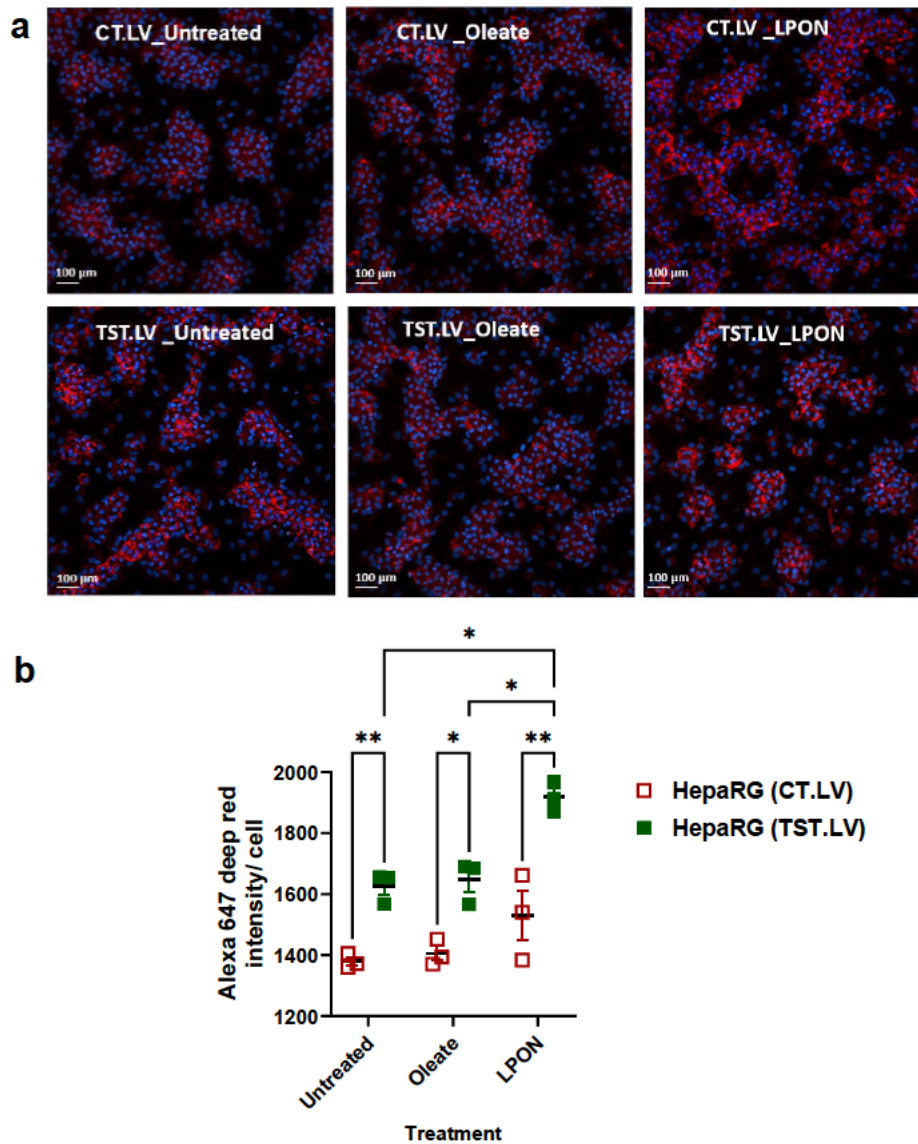 a
CT.LV_Untreated
CT.LV _Oleate
CT.LV _LPON
100 µm
100 µm
100 µm
TST.LV _Untreated
TST.LV_Oleate
TST.LV_LPON
100 µm
100 µm
100 µm
b
*
*
**
*
**
Alexa 647 deep red
intensity/ cell
2000
1800
1600
1400
1200
HepaRG (CT.LV)
HepaRG (TST.LV)
Untreated
Oleate
LPON
Treatment